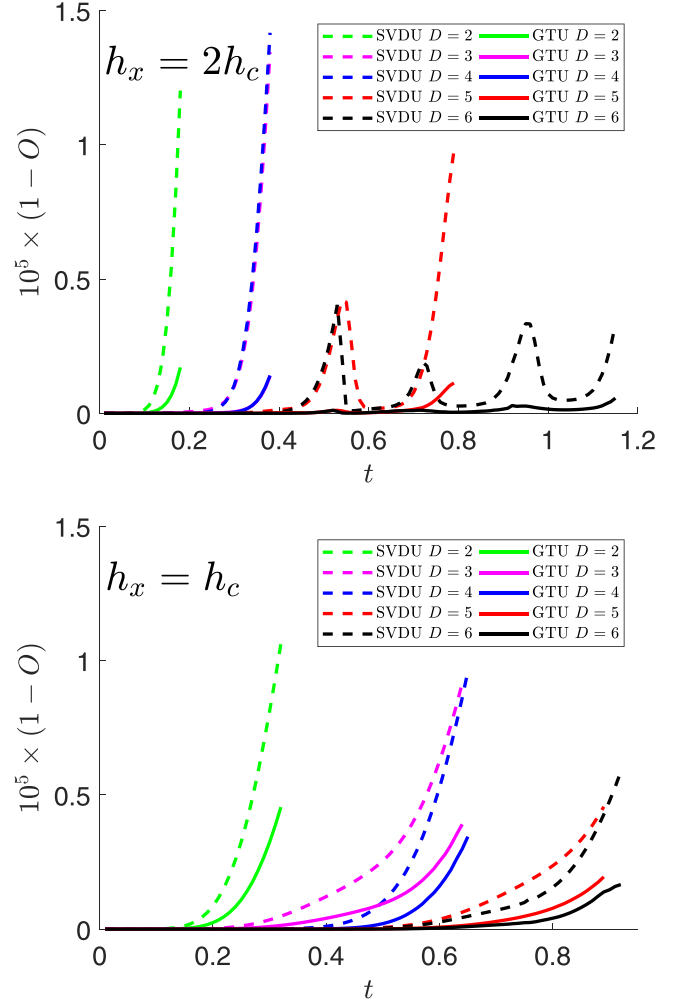 1.5
h_x = 2h_c
SVDU D = 2 GTU D = 2
SVDU D = 3 GTU D = 3
SVDU D = 4 GTU D = 4
SVDU D = 5 GTU D = 5
SVDU D = 6 GTU D = 6
1
10^5 × (1 − O)
0.5
0
0 0.2 0.4 0.6 0.8 1 1.2
t
1.5
h_x = h_c
SVDU D = 2 GTU D = 2
SVDU D = 3 GTU D = 3
SVDU D = 4 GTU D = 4
SVDU D = 5 GTU D = 5
SVDU D = 6 GTU D = 6
1
10^5 × (1 − O)
0.5
0
0 0.2 0.4 0.6 0.8
t